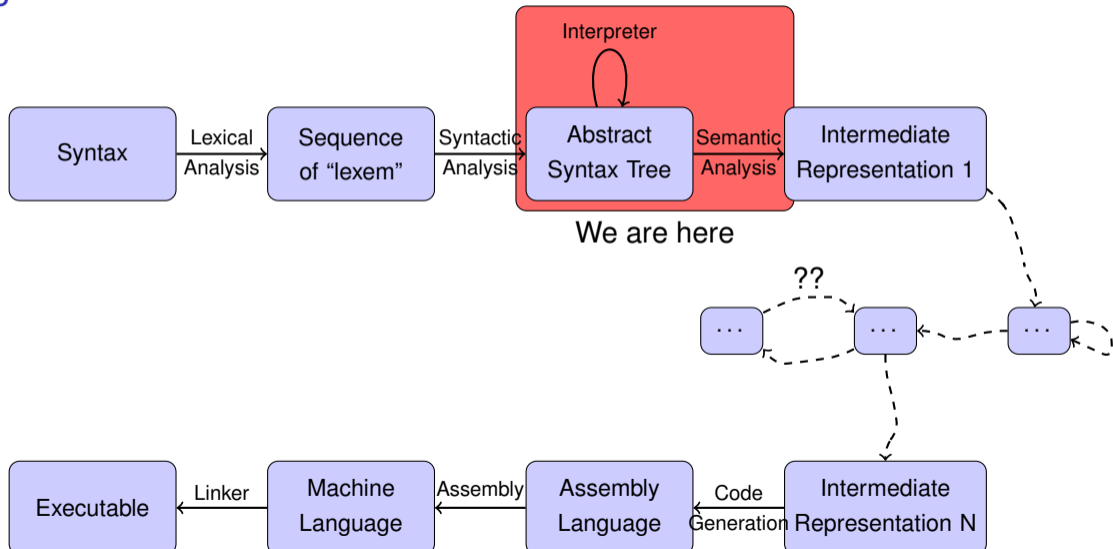 Interpreter
Syntax
Lexical
Analysis
Sequence
of “lexem”
Syntactic
Analysis
Abstract
Syntax Tree
Semantic
Analysis
Intermediate
Representation 1
We are here
??
...
...
...
Executable
Linker
Machine
Language
Assembly
Assembly
Language
Code
Generation
Intermediate
Representation N